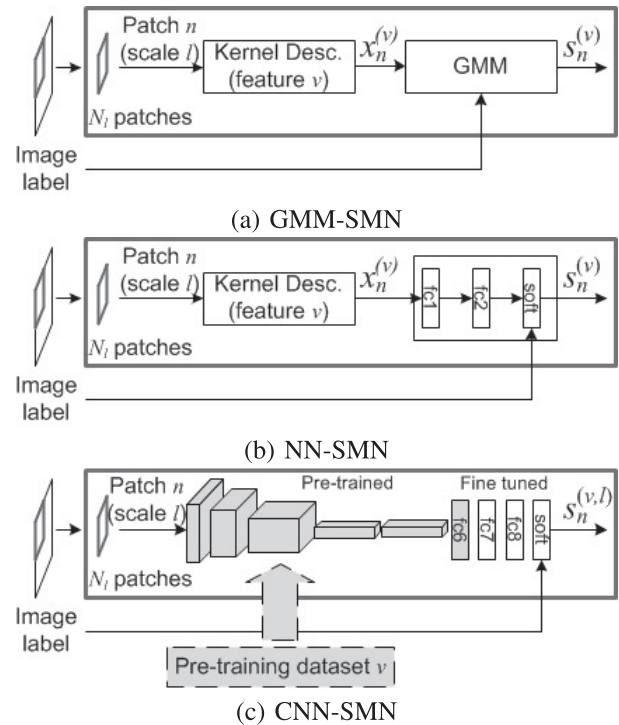 Patch n
(scale l)
N_l patches
Kernel Desc.
(feature v)
x_n^(v)
GMM
s_n^(v)
Image
label
(a) GMM-SMN
Patch n
(scale l)
N_l patches
Kernel Desc.
(feature v)
x_n^(v)
fc1
fc2
soft
s_n^(v)
Image
label
(b) NN-SMN
Patch n
(scale l)
N_l patches
Pre-trained
Fine tuned
fc6
fc7
fc8
soft
s_n^(v,l)
Image
label
Pre-training dataset v
(c) CNN-SMN